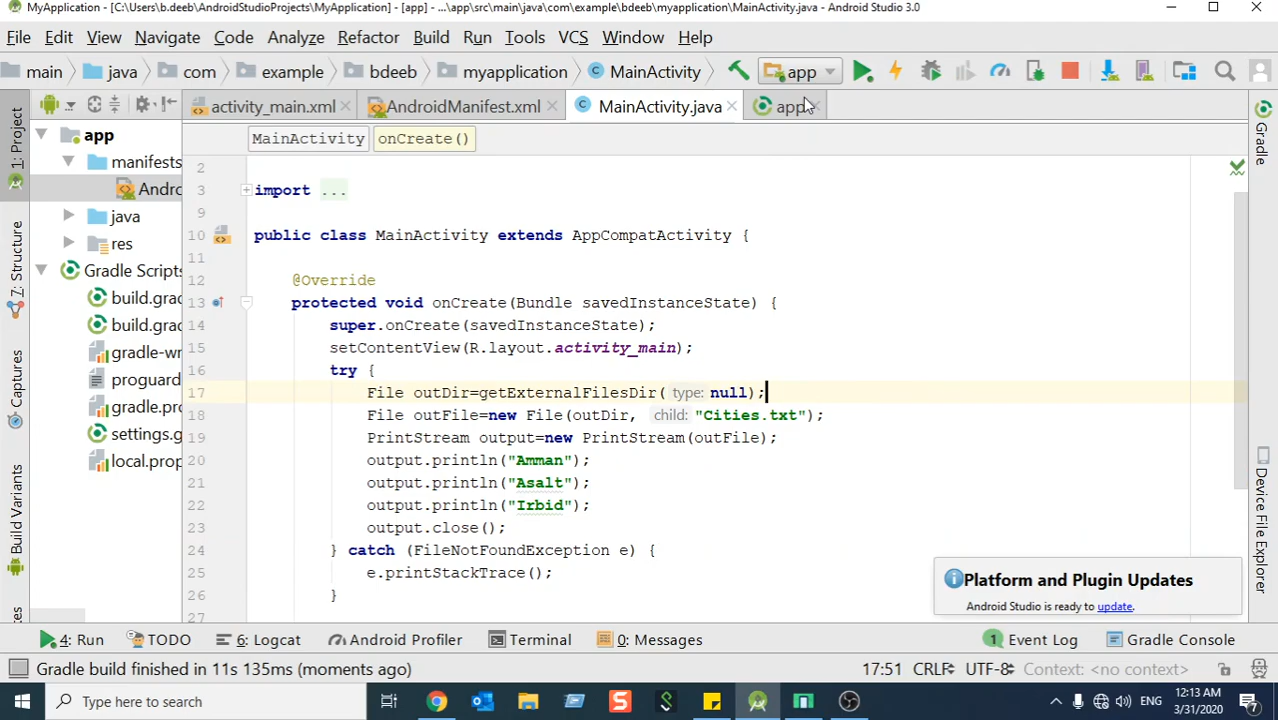 MyApplication - [C:\Users\b.deeb\AndroidStudioProjects\MyApplication] - [app] - ...\app\src\main\java\com\example\bdeeb\myapplication\MainActivity.java - Android Studio 3.0
File Edit View Navigate Code Analyze Refactor Build Run Tools VCS Window Help
main java com example bdeeb myapplication MainActivity app
activity_main.xml AndroidManifest.xml MainActivity.java app
1: Project
Z: Structure
Captures
Build Variants
app
manifests
Andro
java
res
Gradle Scripts
build.grad
build.grad
gradle-wr
proguard
gradle.pro
settings.g
local.prop
MainActivity onCreate()
2
3 import ...
9
10 public class MainActivity extends AppCompatActivity {
11
12 @Override
13 protected void onCreate(Bundle savedInstanceState) {
14 super.onCreate(savedInstanceState);
15 setContentView(R.layout.activity_main);
16 try {
17 File outDir=getExternalFilesDir( type: null);
18 File outFile=new File(outDir, child: "Cities.txt");
19 PrintStream output=new PrintStream(outFile);
20 output.println("Amman");
21 output.println("Asalt");
22 output.println("Irbid");
23 output.close();
24 } catch (FileNotFoundException e) {
25 e.printStackTrace();
26 }
27
Gradle
Device File Explorer
Platform and Plugin Updates
Android Studio is ready to update.
4: Run TODO 6: Logcat Android Profiler Terminal 0: Messages 1 Event Log Gradle Console
Gradle build finished in 11s 135ms (moments ago) 17:51 CRLF UTF-8 Context: <no context>
Type here to search ENG 12:13 AM
3/31/2020 7